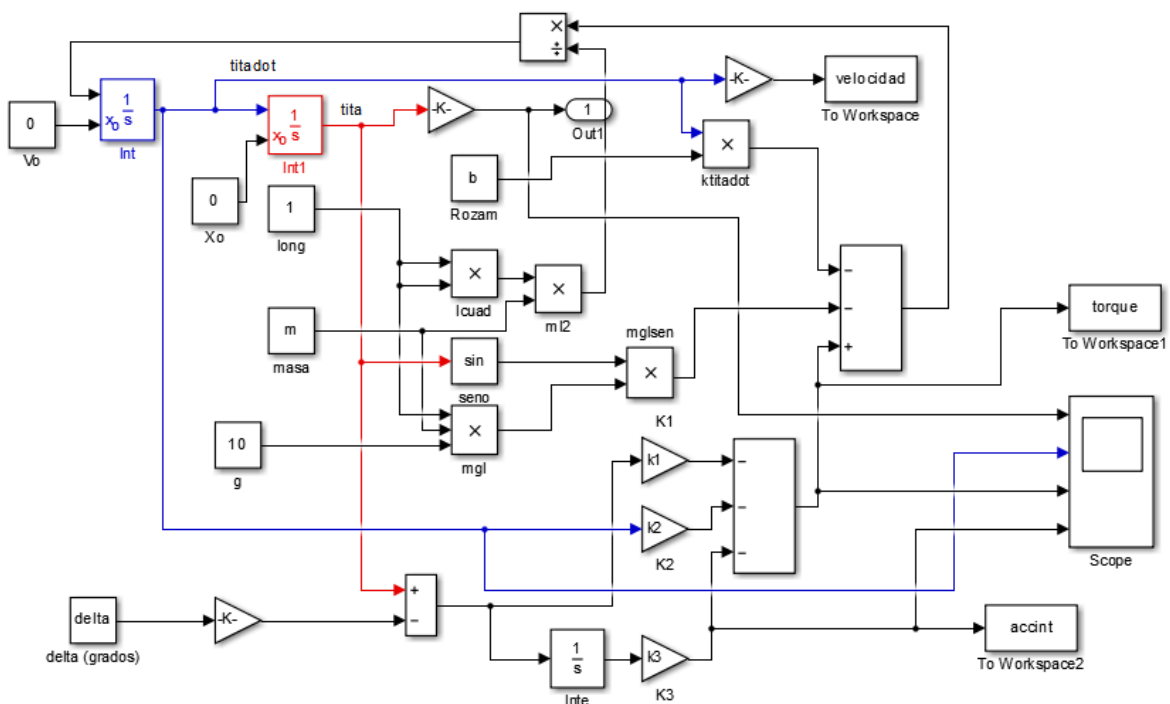 ×
÷
titadot
-K-
velocidad
To Workspace
0
Vo
1
s
xo
Int
1
s
xo
Int1
tita
-K-
1
Out1
×
ktitadot
b
Rozam
0
Xo
1
long
×
lcuad
×
ml2
−
−
+
torque
To Workspace1
m
masa
sin
seno
mglsen
×
10
g
×
mgl
K1
k1
−
−
−
k2
K2
Scope
delta
delta (grados)
-K-
+
−
1
s
Inte
k3
K3
accint
To Workspace2